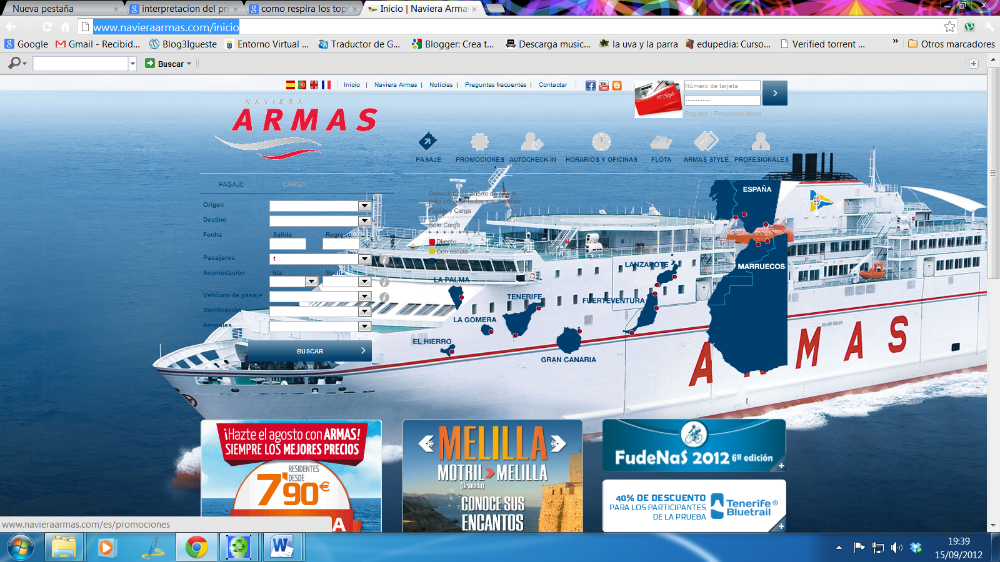 Nueva pestaña
interpretacion del pri
como respira los topo
Inicio | Naviera Arma
www.navieraarmas.com/inicio
Google
Gmail - Recibid...
Blog3Igueste
Entorno Virtual ...
Traductor de G...
Blogger: Crea t...
Descarga music...
la uva y la parra
edupedia: Curso...
Verified torrent ...
»
Otros marcadores
Buscar
Inicio | Naviera Armas | Noticias | Preguntas frecuentes | Contactar
You Tube
Style
Número de tarjeta
Registro / Recuperar datos
NAVIERA
ARMAS
PASAJE
PROMOCIONES
AUTOCHECK-IN
HORARIOS Y OFICINAS
FLOTA
ARMAS STYLE
PROFESIONALES
PASAJE
CARGA
Origen
Destino
Fecha
Salida
Regreso
Pasajeros
1
Acomodación
Ida:
Vuelta:
Vehículo de pasaje
Bonificación
Animales
BUSCAR
Seleccione un puerto de origen
para conocer todos sus destinos
Pasaje y Carga
Sólo Carga
Directo
Con escala
ESPAÑA
MARRUECOS
LANZAROTE
LA PALMA
TENERIFE
FUERTEVENTURA
LA GOMERA
EL HIERRO
GRAN CANARIA
ARMAS
¡Hazte el agosto con ARMAS!
SIEMPRE LOS MEJORES PRECIOS
RESIDENTES
DESDE
7'90€
A
MELILLA
MOTRIL>MELILLA
(Granada)
CONOCE SUS
ENCANTOS
FudeNaS 2012 6ª edición
40% DE DESCUENTO
PARA LOS PARTICIPANTES
DE LA PRUEBA
Tenerife®
Bluetrail
www.navieraarmas.com/es/promociones
19:39
15/09/2012